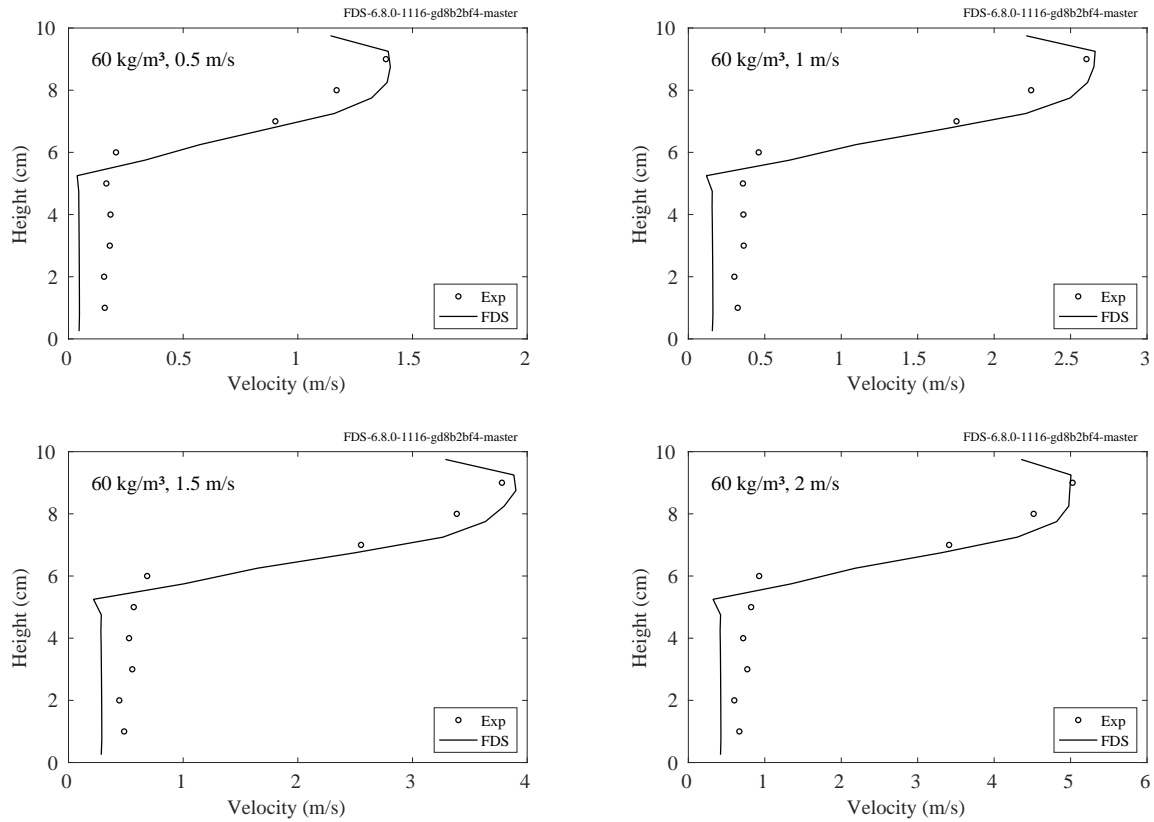 FDS-6.8.0-1116-gd8b2bf4-master
60 kg/m³, 0.5 m/s
10
8
6
4
2
0
Height (cm)
Exp
FDS
0 0.5 1 1.5 2
Velocity (m/s)
FDS-6.8.0-1116-gd8b2bf4-master
60 kg/m³, 1 m/s
10
8
6
4
2
0
Height (cm)
Exp
FDS
0 0.5 1 1.5 2 2.5 3
Velocity (m/s)
FDS-6.8.0-1116-gd8b2bf4-master
60 kg/m³, 1.5 m/s
10
8
6
4
2
0
Height (cm)
Exp
FDS
0 1 2 3 4
Velocity (m/s)
FDS-6.8.0-1116-gd8b2bf4-master
60 kg/m³, 2 m/s
10
8
6
4
2
0
Height (cm)
Exp
FDS
0 1 2 3 4 5 6
Velocity (m/s)